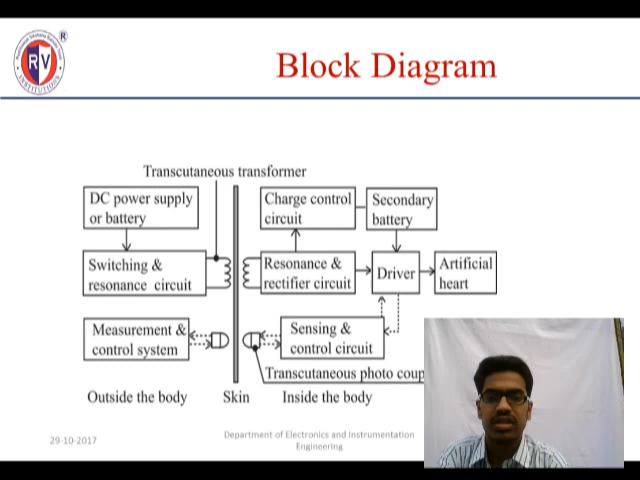 RV
INSTITUTIONS
®
Block Diagram
Transcutaneous transformer
DC power supply
or battery
Charge control
circuit
Secondary
battery
Switching &
resonance circuit
Resonance &
rectifier circuit
Driver
Artificial
heart
Measurement &
control system
Sensing &
control circuit
Transcutaneous photo coup
Outside the body
Skin
Inside the body
29-10-2017
Department of Electronics and Instrumentation
Engineering